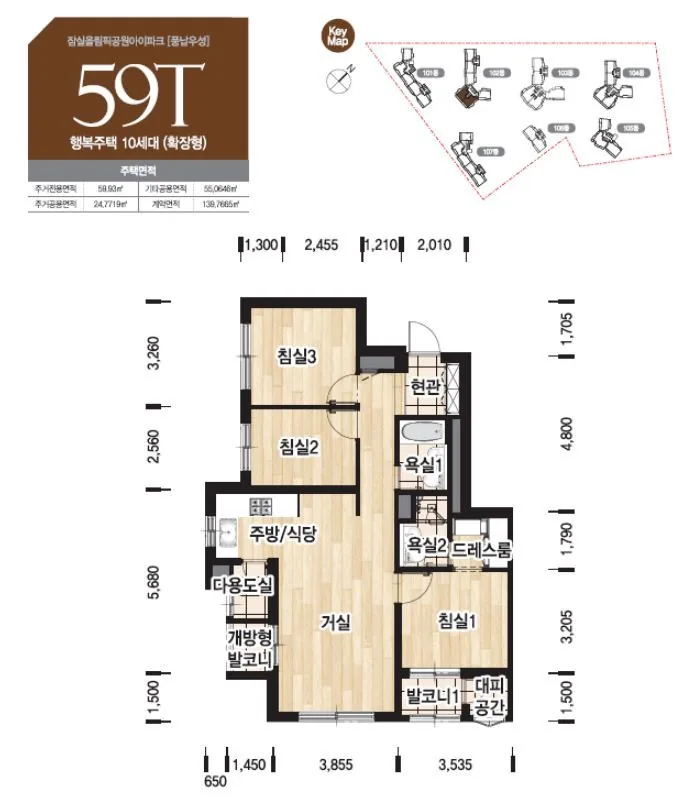 잠실올림픽공원아이파크 [풍납우성]
59T
행복주택 10세대 (확장형)
주택면적
주거전용면적 59.93㎡ 기타공용면적 55.0646㎡
주거공용면적 24.7719㎡ 계약면적 139.7665㎡
Key
Map
N
101동 102동 103동 104동
107동 106동 105동
1,300 2,455 1,210 2,010
3,260
2,560
5,680
1,500
1,705
4,800
1,790
3,205
1,500
침실3
현관
침실2
욕실1
주방/식당
욕실2
드레스룸
다용도실
거실
침실1
개방형
발코니
발코니1
대피
공간
650
1,450 3,855 3,535